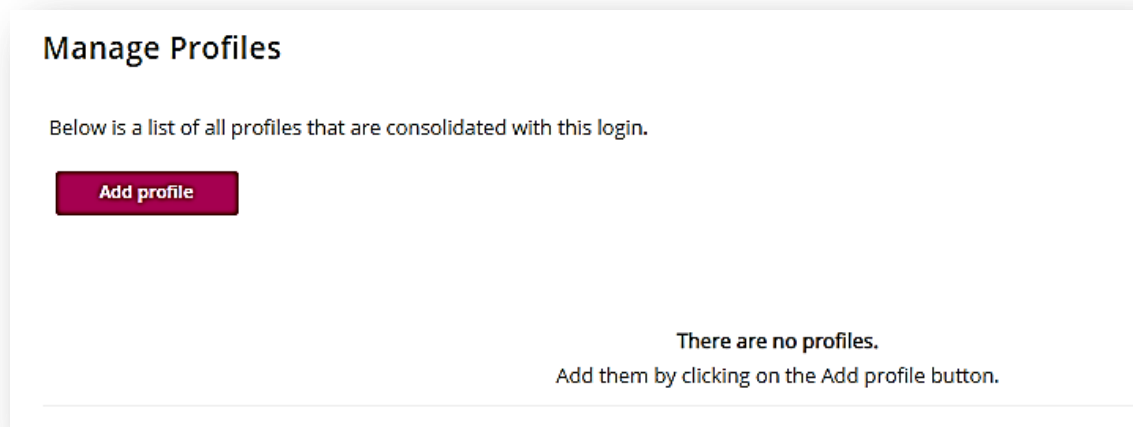 Manage Profiles
Below is a list of all profiles that are consolidated with this login.
Add profile
There are no profiles.
Add them by clicking on the Add profile button.